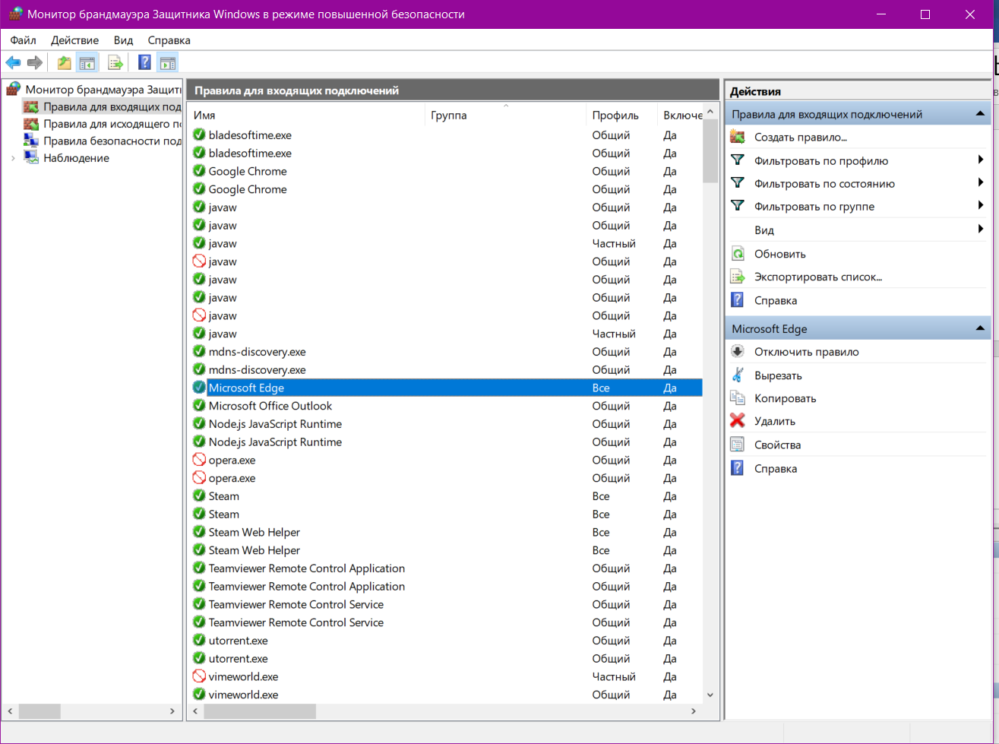 Монитор брандмауэра Защитника Windows в режиме повышенной безопасности
Файл Действие Вид Справка
Монитор брандмауэра Защити
Правила для входящих под
Правила для исходящего по
Правила безопасности под
Наблюдение
Правила для входящих подключений
Имя Группа Профиль Включе
bladesoftime.exe Общий Да
bladesoftime.exe Общий Да
Google Chrome Общий Да
Google Chrome Общий Да
javaw Общий Да
javaw Общий Да
javaw Частный Да
javaw Общий Да
javaw Общий Да
javaw Общий Да
javaw Общий Да
javaw Частный Да
mdns-discovery.exe Общий Да
mdns-discovery.exe Общий Да
Microsoft Edge Все Да
Microsoft Office Outlook Общий Да
Node.js JavaScript Runtime Общий Да
Node.js JavaScript Runtime Общий Да
opera.exe Общий Да
opera.exe Общий Да
Steam Все Да
Steam Все Да
Steam Web Helper Все Да
Steam Web Helper Все Да
Teamviewer Remote Control Application Общий Да
Teamviewer Remote Control Application Общий Да
Teamviewer Remote Control Service Общий Да
Teamviewer Remote Control Service Общий Да
utorrent.exe Общий Да
utorrent.exe Общий Да
vimeworld.exe Частный Да
vimeworld.exe Общий Да
Действия
Правила для входящих подключений
Создать правило...
Фильтровать по профилю
Фильтровать по состоянию
Фильтровать по группе
Вид
Обновить
Экспортировать список...
Справка
Microsoft Edge
Отключить правило
Вырезать
Копировать
Удалить
Свойства
Справка